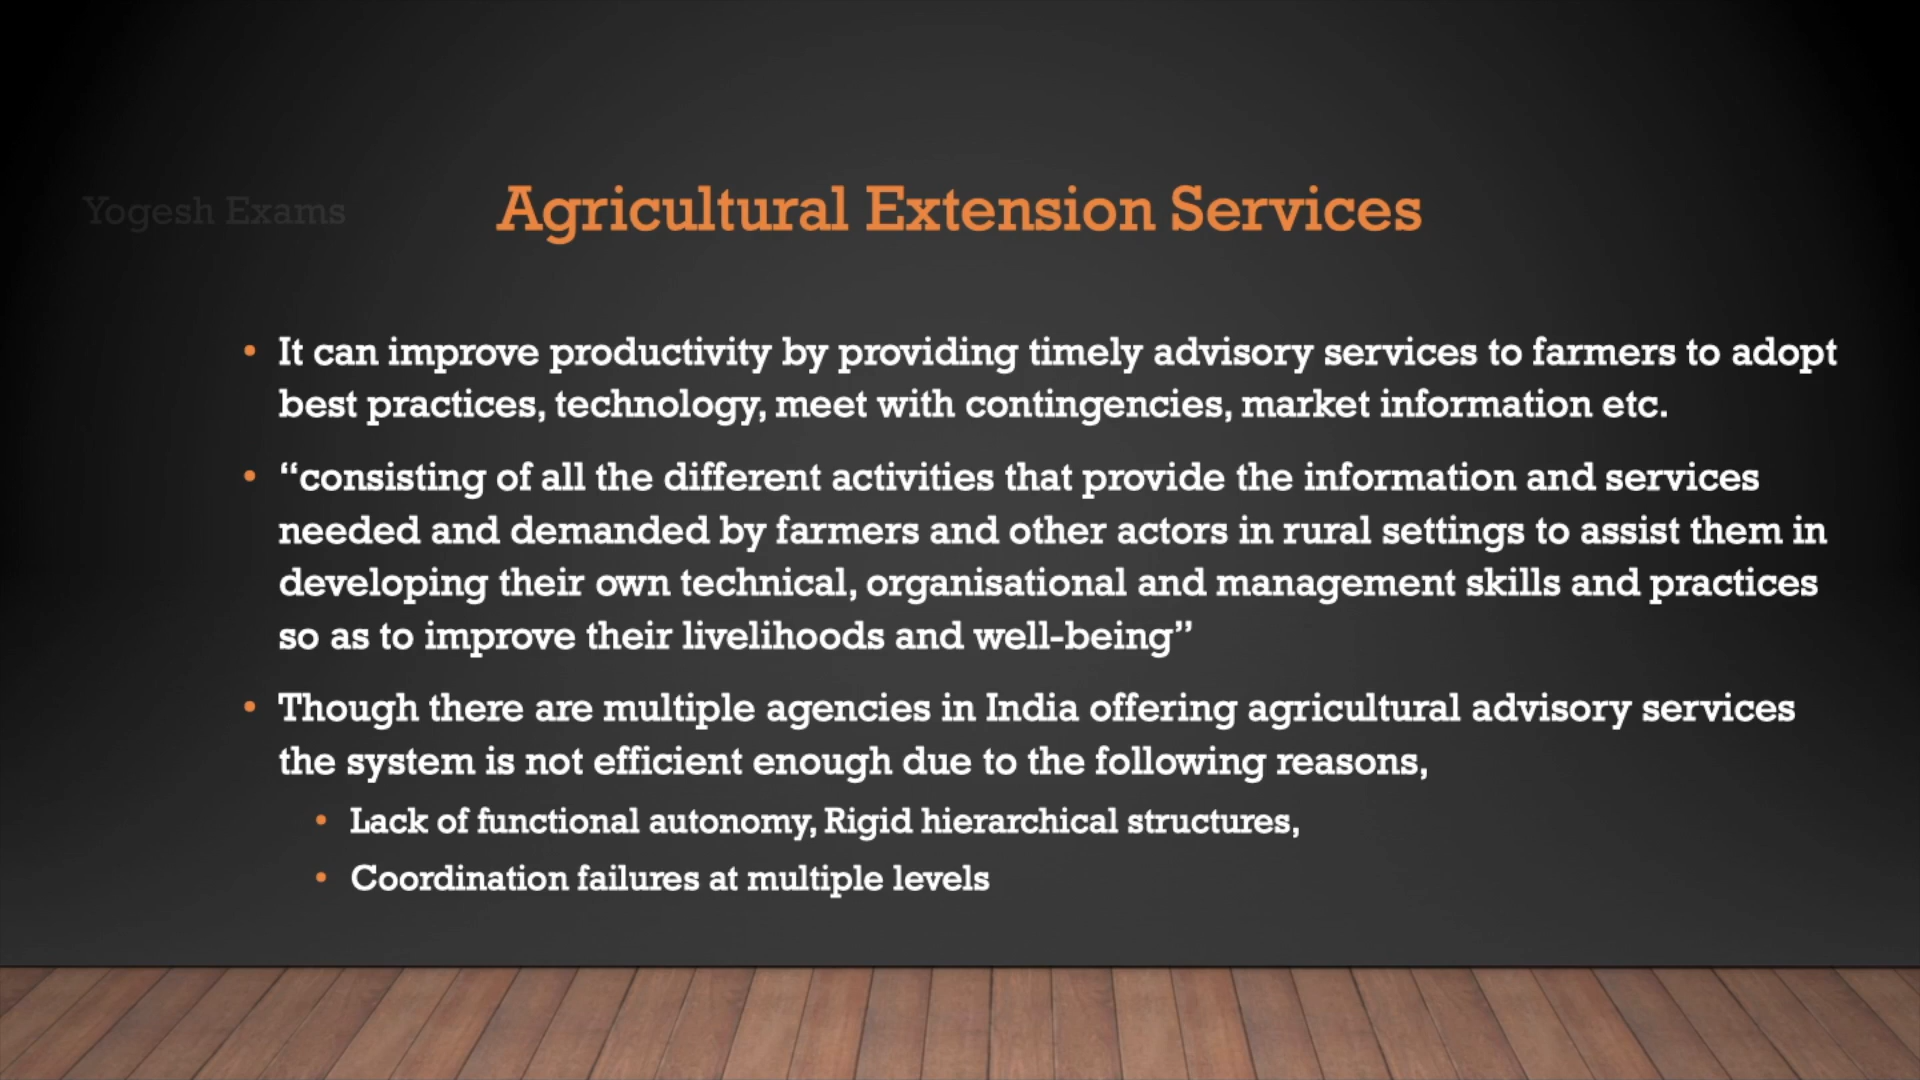 Yogesh Exams
Agricultural Extension Services
• It can improve productivity by providing timely advisory services to farmers to adopt
best practices, technology, meet with contingencies, market information etc.
• “consisting of all the different activities that provide the information and services
needed and demanded by farmers and other actors in rural settings to assist them in
developing their own technical, organisational and management skills and practices
so as to improve their livelihoods and well-being”
• Though there are multiple agencies in India offering agricultural advisory services
the system is not efficient enough due to the following reasons,
• Lack of functional autonomy, Rigid hierarchical structures,
• Coordination failures at multiple levels